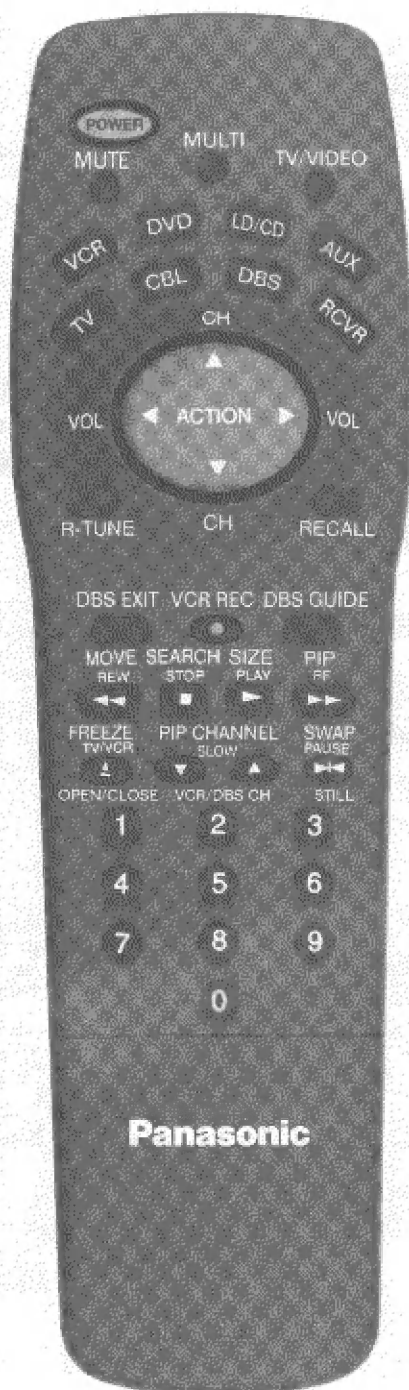 POWER
MUTE MULTI TV/VIDEO
VCR DVD LD/CD AUX
TV CBL DBS RCVR
CH
VOL ACTION VOL
CH
R-TUNE RECALL
DBS EXIT VCR REC DBS GUIDE
MOVE SEARCH SIZE PIP
REW STOP PLAY FF
FREEZE PIP CHANNEL SWAP
TV/VCR SLOW PAUSE
OPEN/CLOSE VCR/DBS CH STILL
1 2 3
4 5 6
7 8 9
0
Panasonic